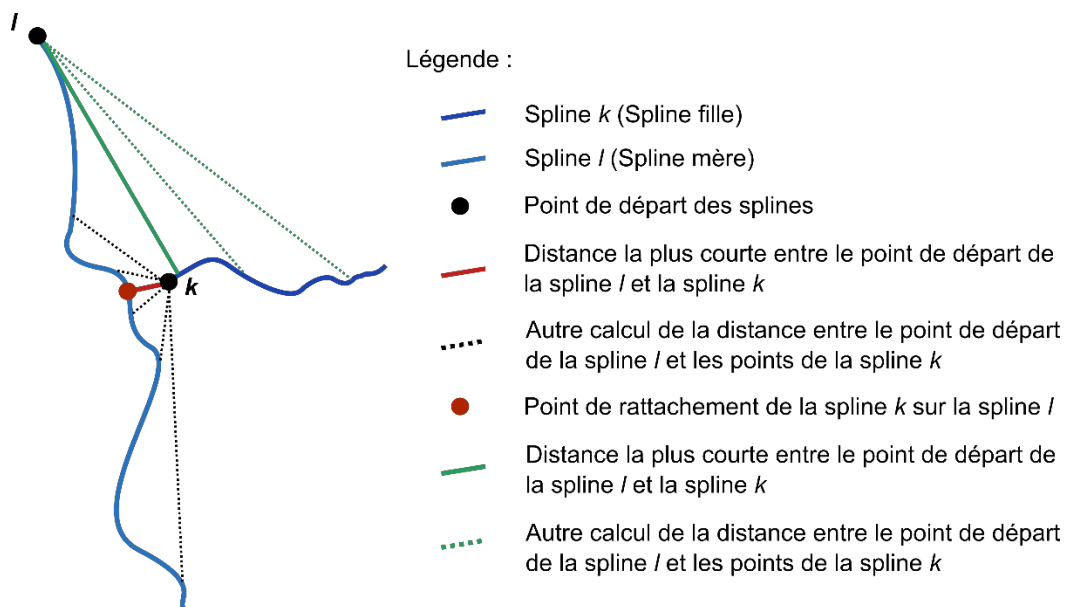 l
Légende :
Spline k (Spline fille)
Spline l (Spline mère)
Point de départ des splines
Distance la plus courte entre le point de départ de
la spline l et la spline k
k
Autre calcul de la distance entre le point de départ
de la spline l et les points de la spline k
Point de rattachement de la spline k sur la spline l
Distance la plus courte entre le point de départ de
la spline l et la spline k
Autre calcul de la distance entre le point de départ
de la spline l et les points de la spline k